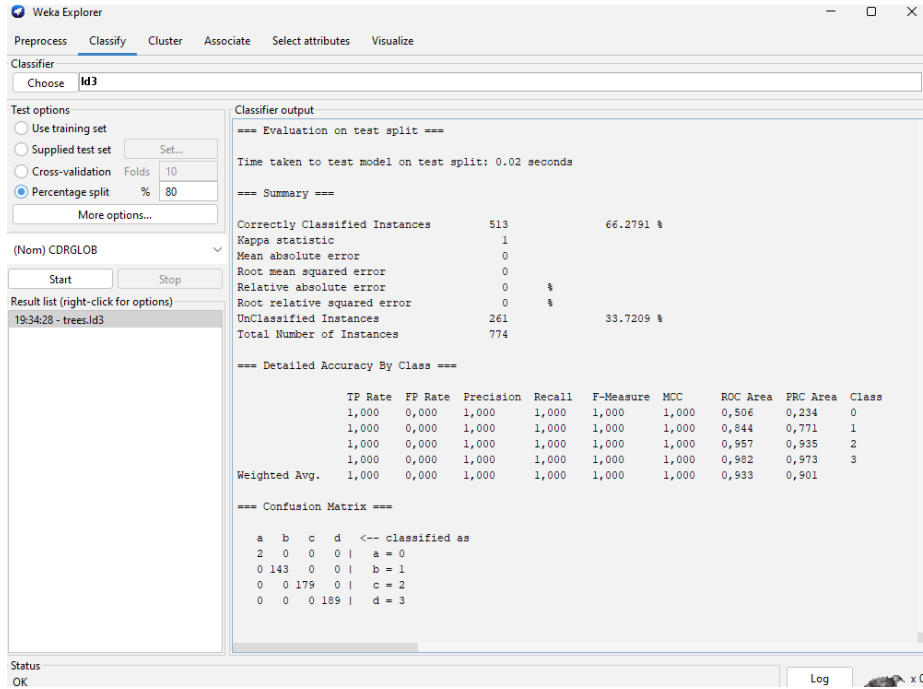 Weka Explorer
Preprocess Classify Cluster Associate Select attributes Visualize
Classifier
Choose Id3
Test options
Use training set
Supplied test set Set...
Cross-validation Folds 10
Percentage split % 80
More options...
(Nom) CDRGLOB
Start Stop
Result list (right-click for options)
19:34:28 - trees.Id3
Classifier output
=== Evaluation on test split ===
Time taken to test model on test split: 0.02 seconds
=== Summary ===
Correctly Classified Instances 513 66.2791 %
Kappa statistic 1
Mean absolute error 0
Root mean squared error 0
Relative absolute error 0 %
Root relative squared error 0 %
UnClassified Instances 261 33.7209 %
Total Number of Instances 774
=== Detailed Accuracy By Class ===
TP Rate FP Rate Precision Recall F-Measure MCC ROC Area PRC Area Class
1,000 0,000 1,000 1,000 1,000 1,000 0,506 0,234 0
1,000 0,000 1,000 1,000 1,000 1,000 0,844 0,771 1
1,000 0,000 1,000 1,000 1,000 1,000 0,957 0,935 2
1,000 0,000 1,000 1,000 1,000 1,000 0,982 0,973 3
Weighted Avg. 1,000 0,000 1,000 1,000 1,000 1,000 0,933 0,901
=== Confusion Matrix ===
a b c d <-- classified as
2 0 0 0 | a = 0
0 143 0 0 | b = 1
0 0 179 0 | c = 2
0 0 0 189 | d = 3
Status
OK
Log